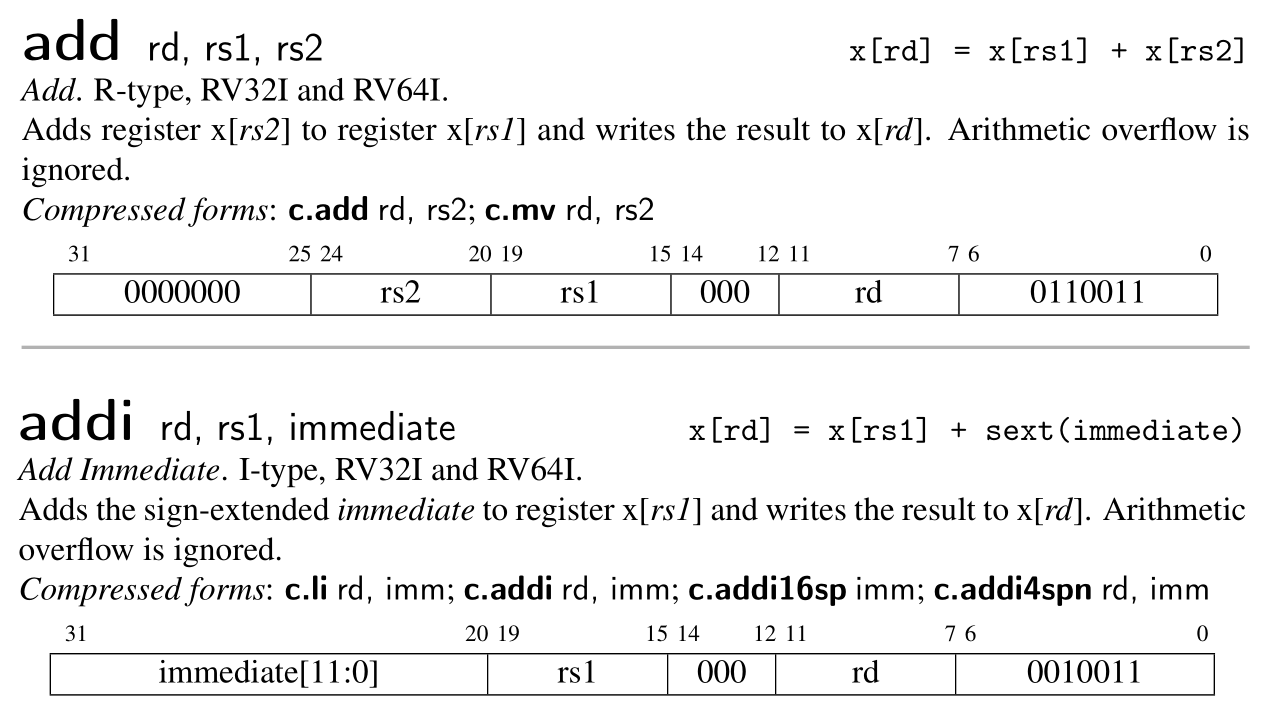 add rd, rs1, rs2 x[rd] = x[rs1] + x[rs2]
Add. R-type, RV32I and RV64I.
Adds register x[rs2] to register x[rs1] and writes the result to x[rd]. Arithmetic overflow is
ignored.
Compressed forms: c.add rd, rs2; c.mv rd, rs2
31 25 24 20 19 15 14 12 11 7 6 0
0000000 rs2 rs1 000 rd 0110011
addi rd, rs1, immediate x[rd] = x[rs1] + sext(immediate)
Add Immediate. I-type, RV32I and RV64I.
Adds the sign-extended immediate to register x[rs1] and writes the result to x[rd]. Arithmetic
overflow is ignored.
Compressed forms: c.li rd, imm; c.addi rd, imm; c.addi16sp imm; c.addi4spn rd, imm
31 20 19 15 14 12 11 7 6 0
immediate[11:0] rs1 000 rd 0010011